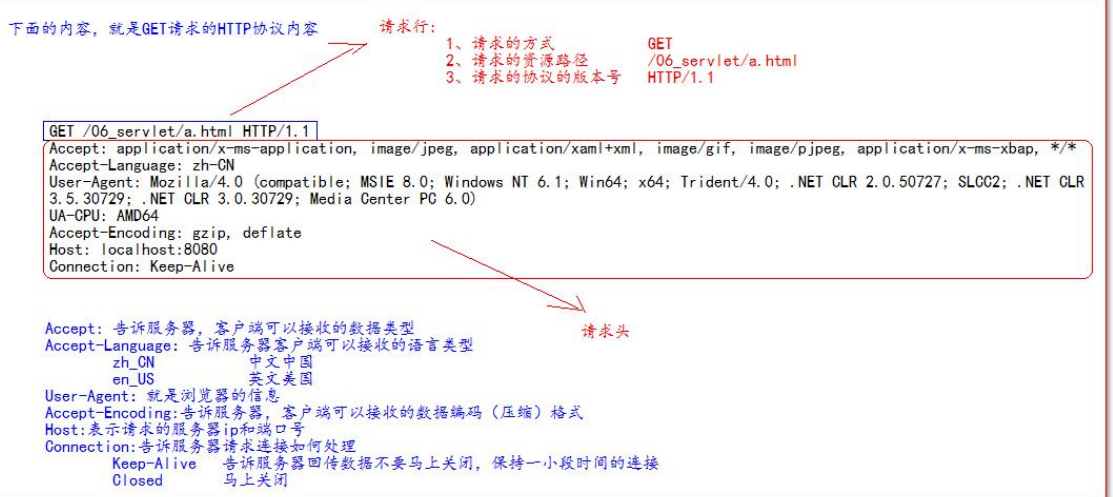 下面的内容，就是GET请求的HTTP协议内容
请求行:
1、请求的方式 GET
2、请求的资源路径 /06_servlet/a.html
3、请求的协议的版本号 HTTP/1.1
GET /06_servlet/a.html HTTP/1.1
Accept: application/x-ms-application, image/jpeg, application/xaml+xml, image/gif, image/pjpeg, application/x-ms-xbap, */*
Accept-Language: zh-CN
User-Agent: Mozilla/4.0 (compatible; MSIE 8.0; Windows NT 6.1; Win64; x64; Trident/4.0; .NET CLR 2.0.50727; SLCC2; .NET CLR
3.5.30729; .NET CLR 3.0.30729; Media Center PC 6.0)
UA-CPU: AMD64
Accept-Encoding: gzip, deflate
Host: localhost:8080
Connection: Keep-Alive
请求头
Accept: 告诉服务器，客户端可以接收的数据类型
Accept-Language: 告诉服务器客户端可以接收的语言类型
zh_CN 中文中国
en_US 英文美国
User-Agent: 就是浏览器的信息
Accept-Encoding:告诉服务器，客户端可以接收的数据编码（压缩）格式
Host:表示请求的服务器ip和端口号
Connection:告诉服务器请求连接如何处理
Keep-Alive 告诉服务器回传数据不要马上关闭，保持一小段时间的连接
Closed 马上关闭